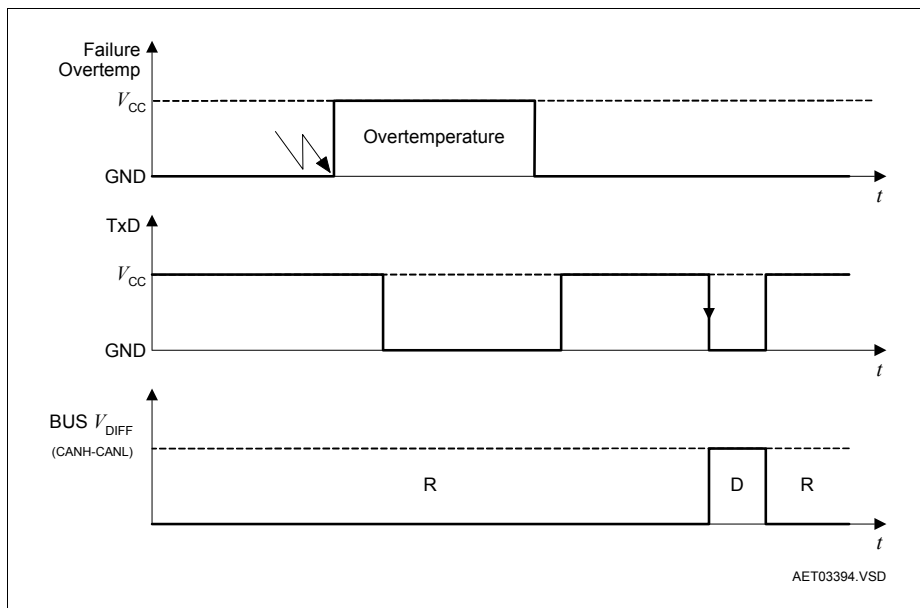 Failure
Overtemp
VCC
Overtemperature
GND
t
TxD
VCC
GND
t
BUS VDIFF
(CANH-CANL)
R
D
R
t
AET03394.VSD